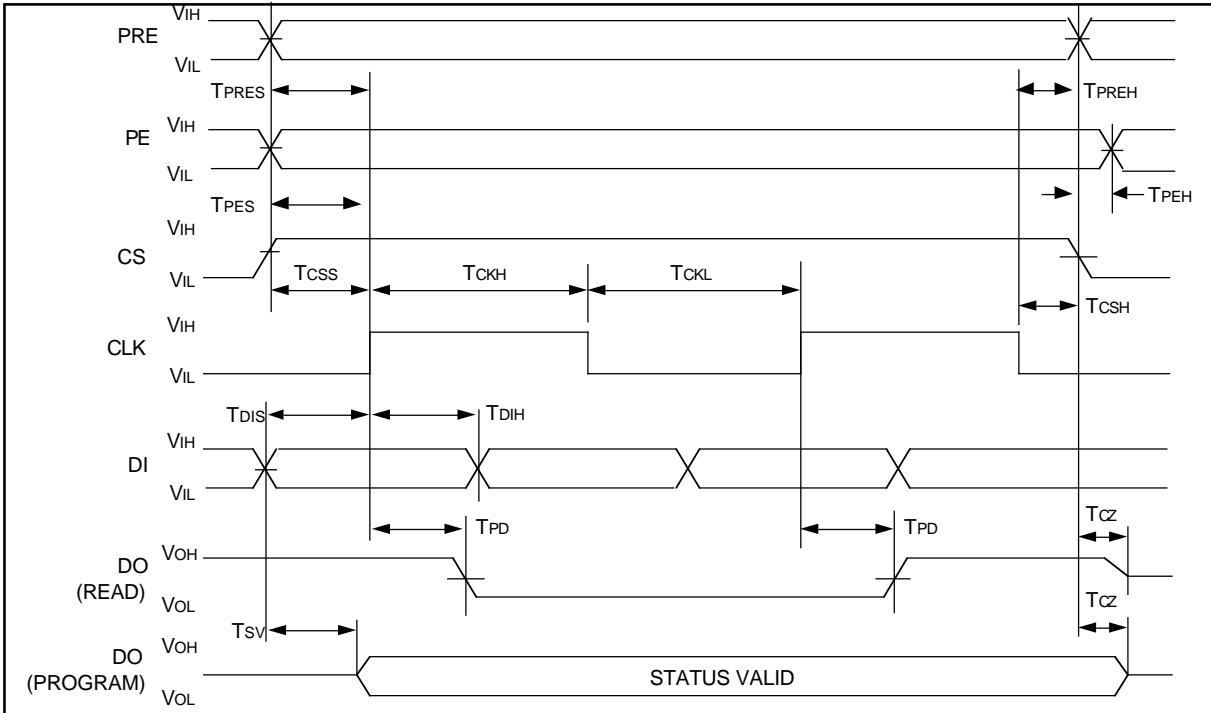 VIH
PRE
VIL
TPRES
TPREH
VIH
PE
VIL
TPES
TPEH
VIH
CS
VIL
TCSS
TCKH
TCKL
TCSH
VIH
CLK
VIL
TDIS
TDIH
VIH
DI
VIL
TPD
TPD
TCZ
VOH
DO
(READ)
VOL
TCZ
TSV
VOH
DO
(PROGRAM)
VOL
STATUS VALID